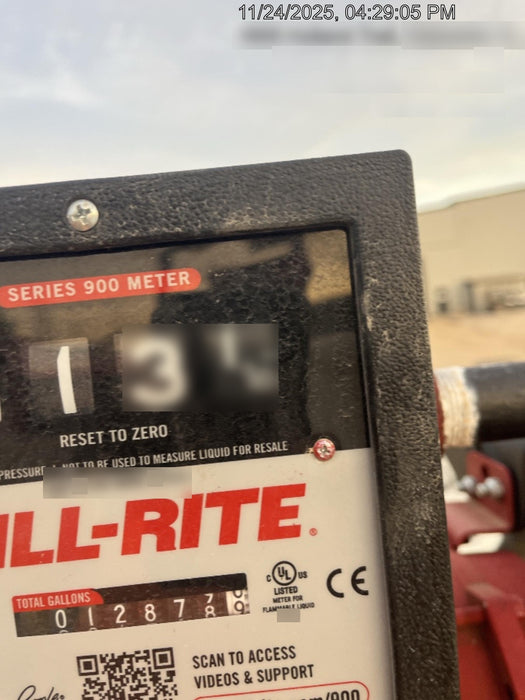 11/24/2025, 04:29:05 PM
SERIES 900 METER
1 3
RESET TO ZERO
PRESSURE NOT TO BE USED TO MEASURE LIQUID FOR RESALE
ILL-RITE®
TOTAL GALLONS
0 1 2 8 7
C UL US
LISTED
METER FOR
FLAMMABLE LIQUID
CE
SCAN TO ACCESS
VIDEOS & SUPPORT